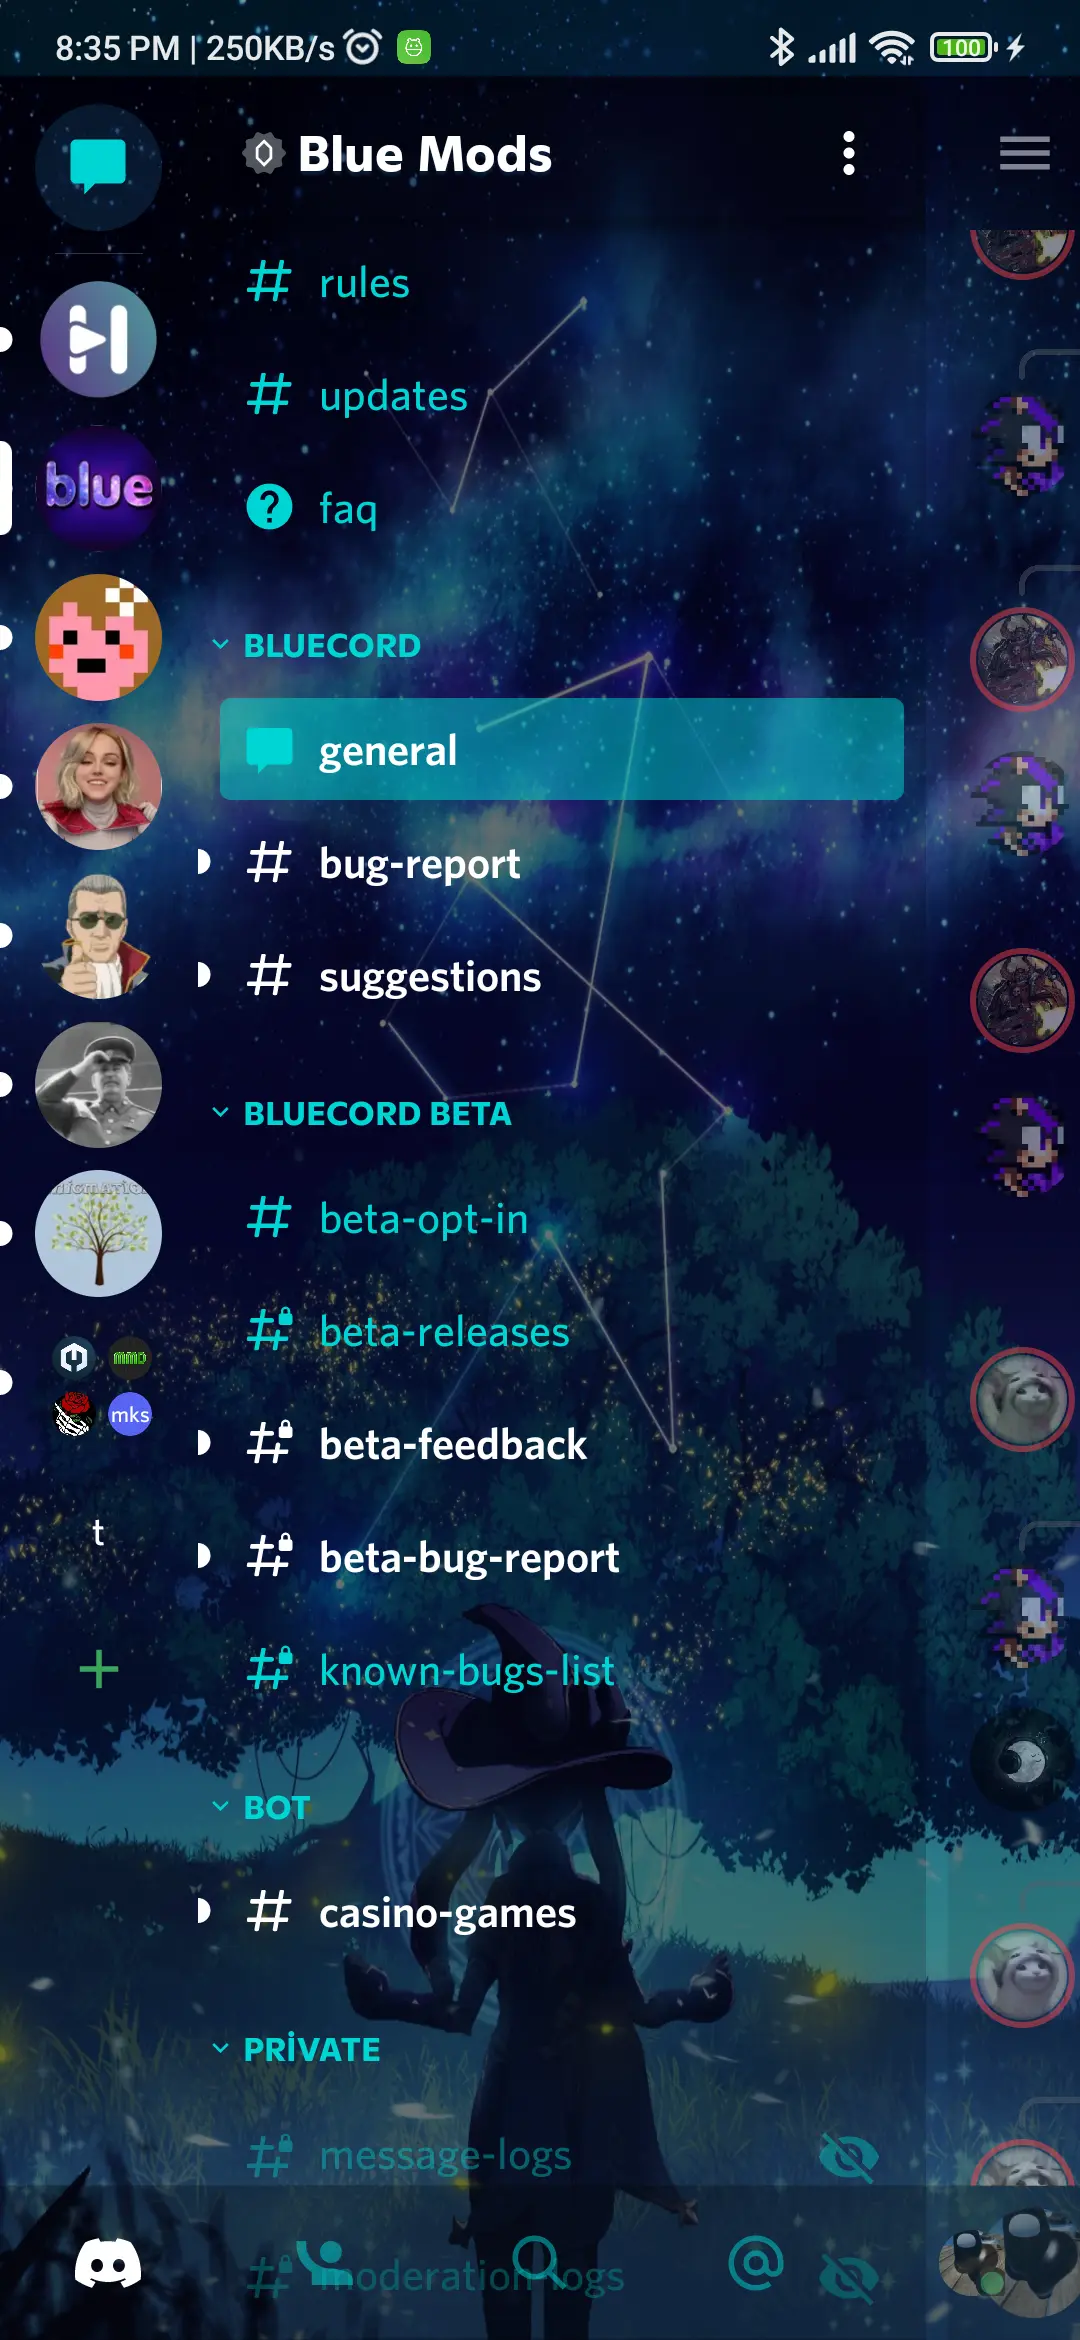 8:35 PM | 250KB/s
100
Blue Mods
rules
updates
faq
blue
BLUECORD
general
bug-report
suggestions
BLUECORD BETA
beta-opt-in
beta-releases
beta-feedback
beta-bug-report
known-bugs-list
mmd
mks
t
BOT
casino-games
PRİVATE
message-logs
moderation-logs